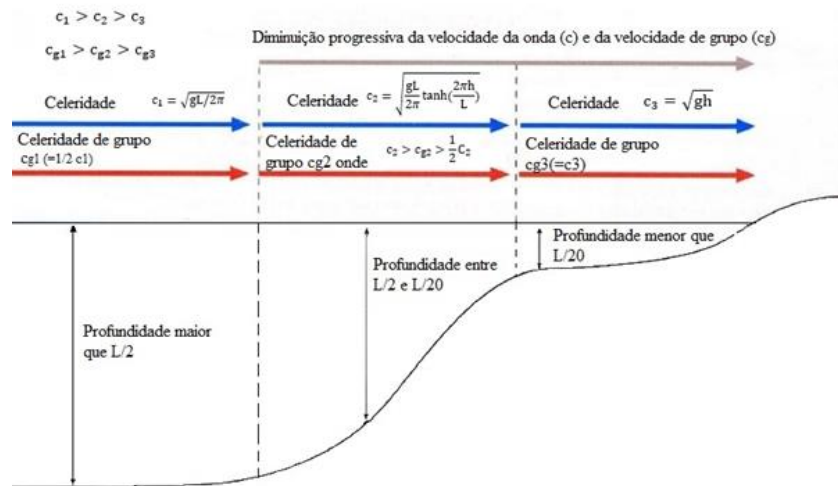 c₁ > c₂ > c₃
c_g1 > c_g2 > c_g3
Diminuição progressiva da velocidade da onda (c) e da velocidade de grupo (cg)
Celeridade c₁ = √gL/2π
Celeridade de grupo
cg1 (=1/2 c1)
Celeridade c₂ = √(gL/2π tanh(2πh/L))
Celeridade de
grupo cg2 onde c₂ > c_g2 > 1/2 C₂
Celeridade c₃ = √gh
Celeridade de grupo
cg3(=c3)
Profundidade maior
que L/2
Profundidade entre
L/2 e L/20
Profundidade menor que
L/20